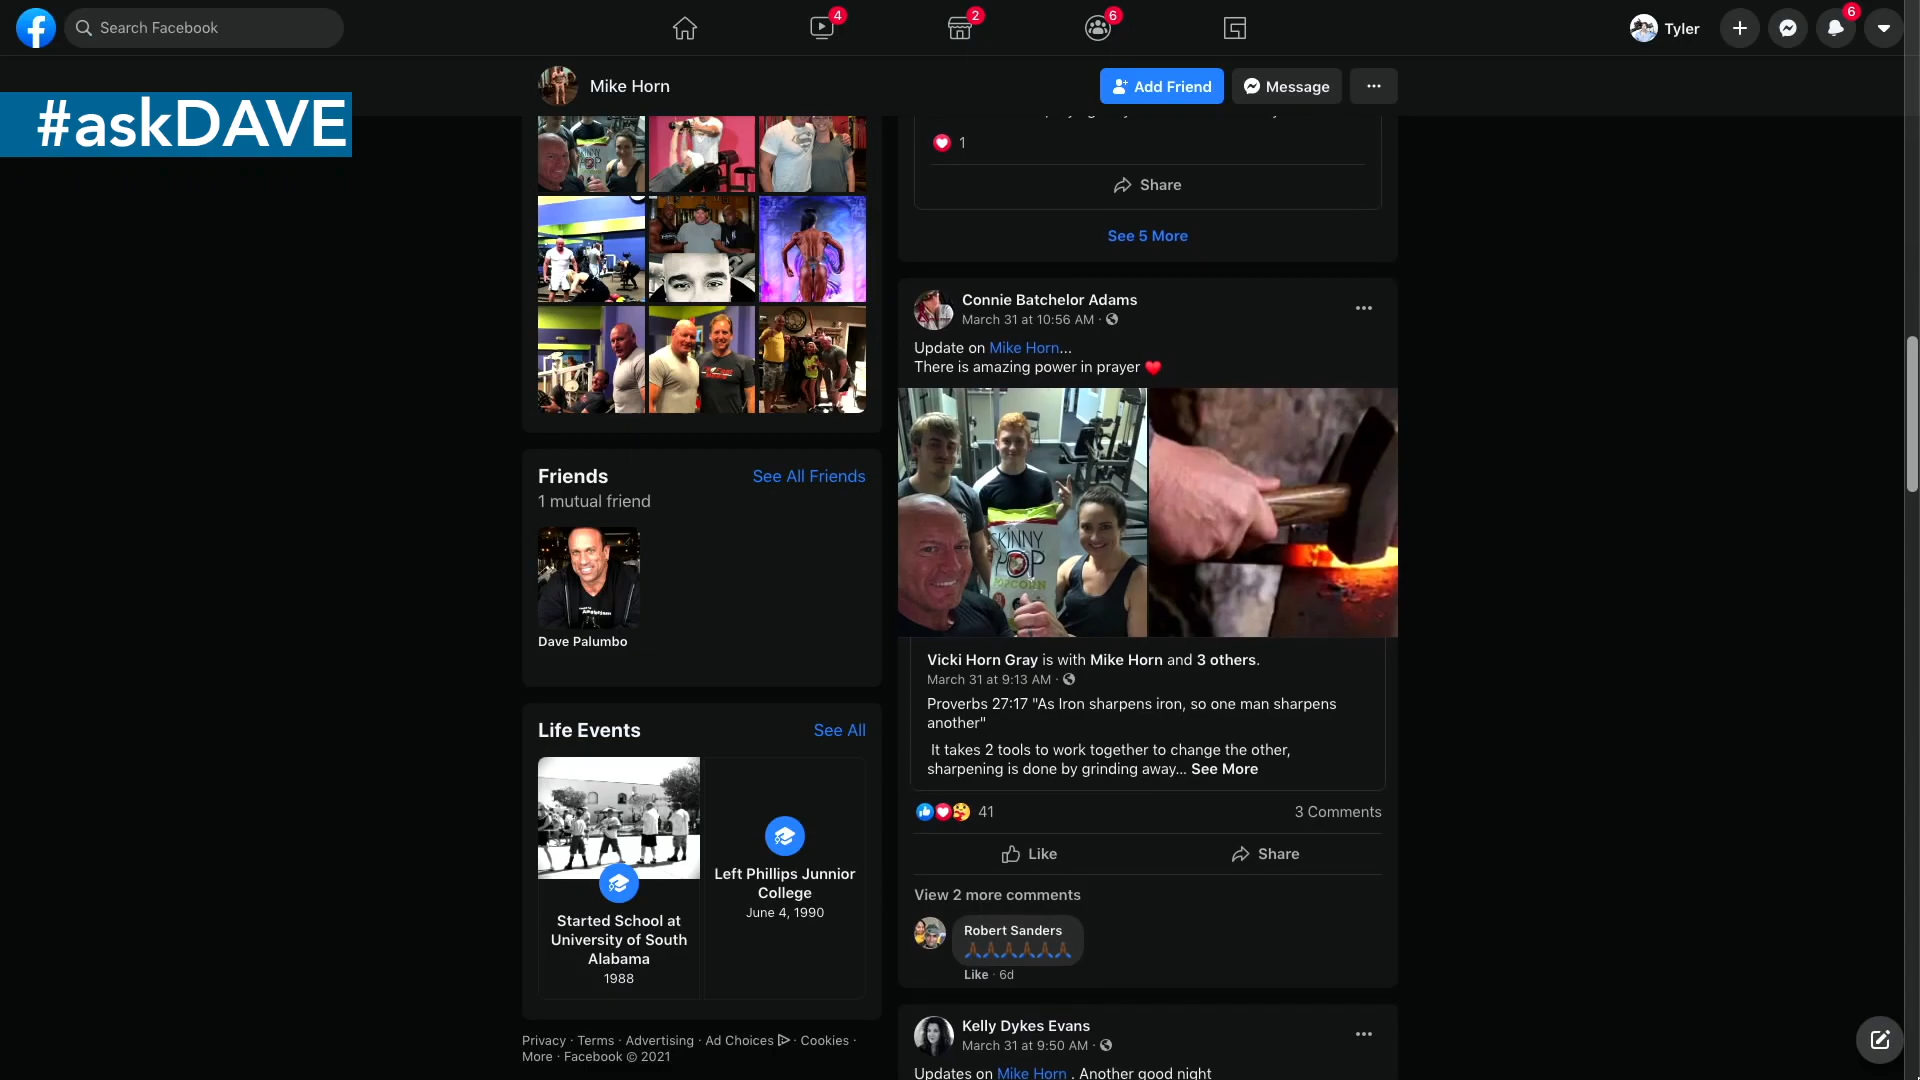 Search Facebook
4
2
6
Tyler
6
#askDAVE
Mike Horn
Add Friend
Message
1
Share
See 5 More
Connie Batchelor Adams
March 31 at 10:56 AM ·
Update on Mike Horn...
There is amazing power in prayer
SKINNY
POP
POPCORN
Vicki Horn Gray is with Mike Horn and 3 others.
March 31 at 9:13 AM ·
Proverbs 27:17 "As Iron sharpens iron, so one man sharpens
another"
It takes 2 tools to work together to change the other,
sharpening is done by grinding away... See More
41
3 Comments
Like
Share
View 2 more comments
Robert Sanders
Like · 6d
Kelly Dykes Evans
March 31 at 9:50 AM ·
Updates on Mike Horn . Another good night
Friends
See All Friends
1 mutual friend
Dave Palumbo
Life Events
See All
Started School at
University of South
Alabama
1988
Left Phillips Junnior
College
June 4, 1990
Privacy · Terms · Advertising · Ad Choices · Cookies ·
More · Facebook © 2021